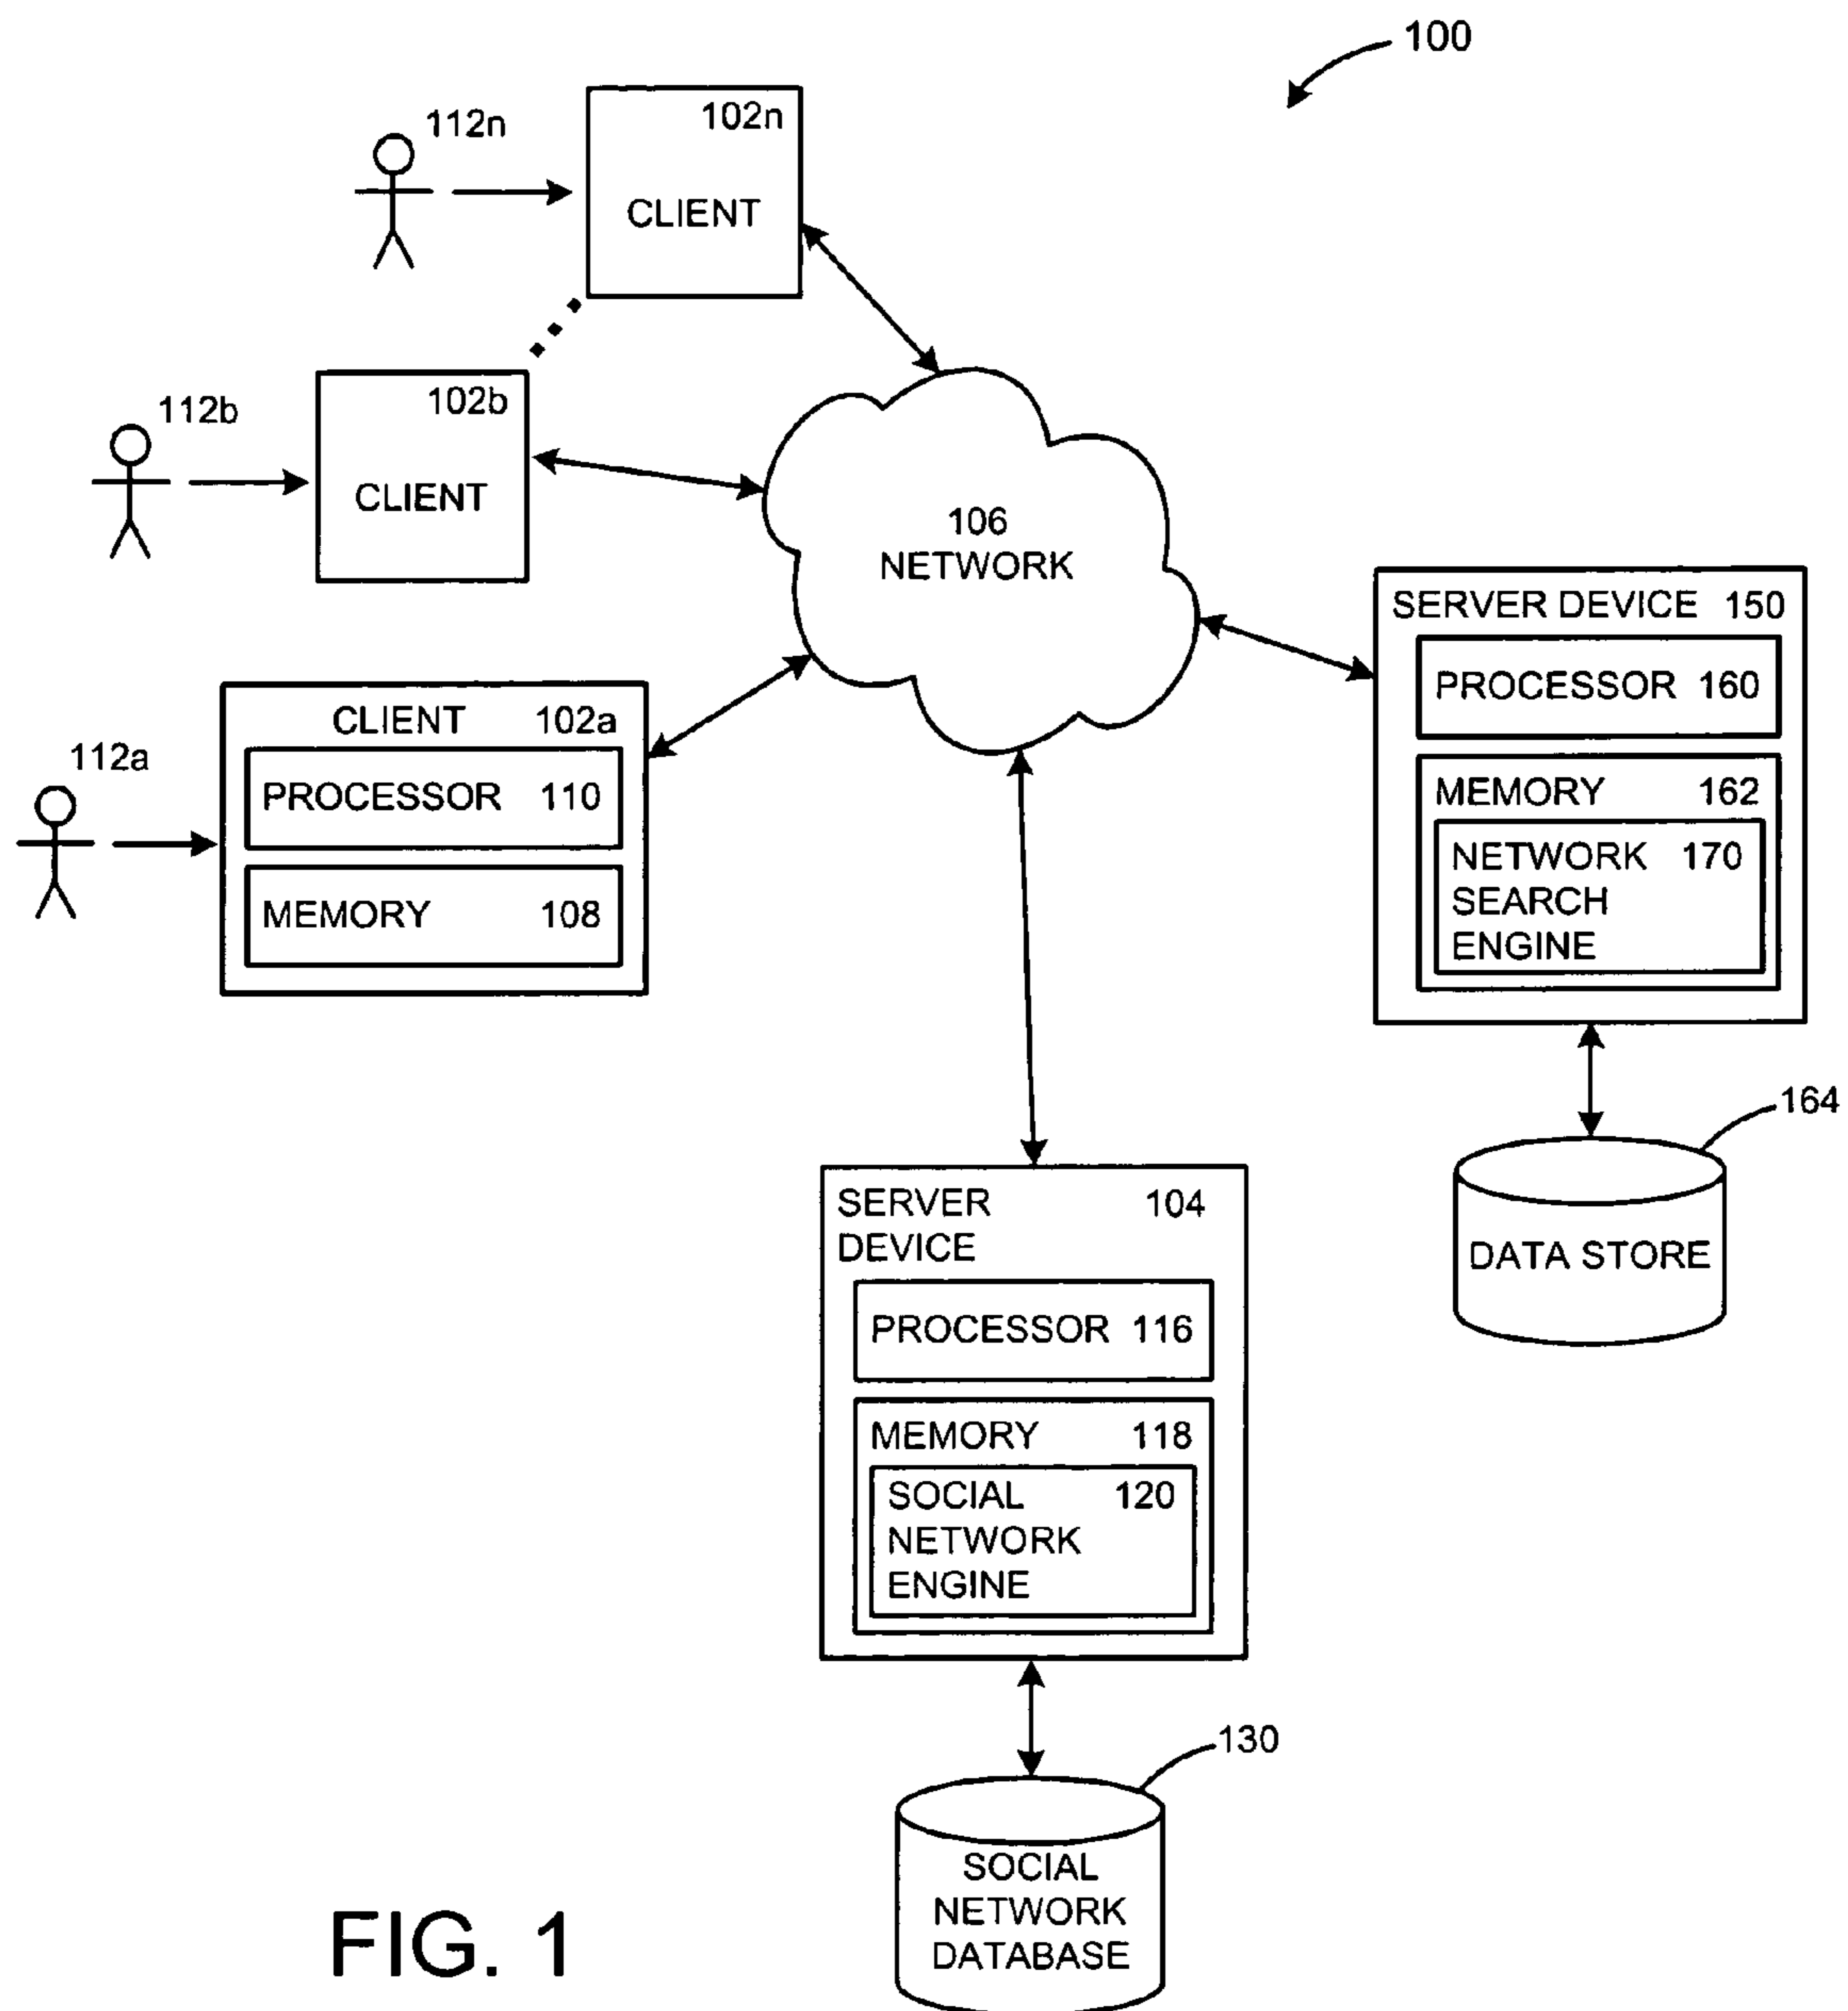 100
112n
102n
CLIENT
112b
102b
CLIENT
106
NETWORK
SERVER DEVICE 150
PROCESSOR 160
MEMORY 162
NETWORK 170
SEARCH
ENGINE
CLIENT 102a
112a
PROCESSOR 110
MEMORY 108
164
DATA STORE
SERVER 104
DEVICE
PROCESSOR 116
MEMORY 118
SOCIAL 120
NETWORK
ENGINE
130
SOCIAL
NETWORK
DATABASE
FIG. 1